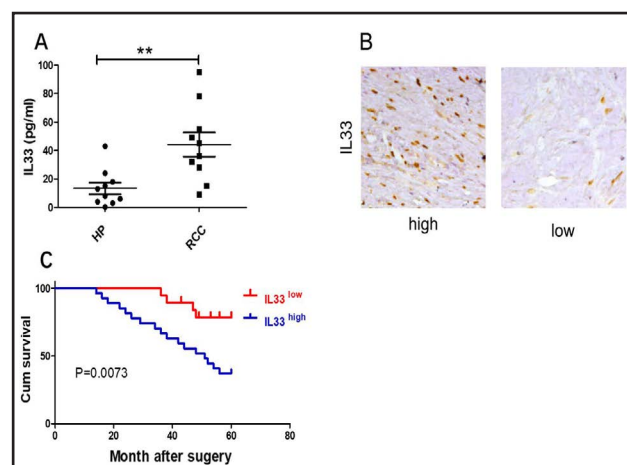 A
**
IL33 (pg/ml)
100
80
60
40
20
0
HP
RCC
B
IL33
high
low
C
Cum survival
100
50
0
P=0.0073
IL33 low
IL33 high
0
20
40
60
80
Month after sugery